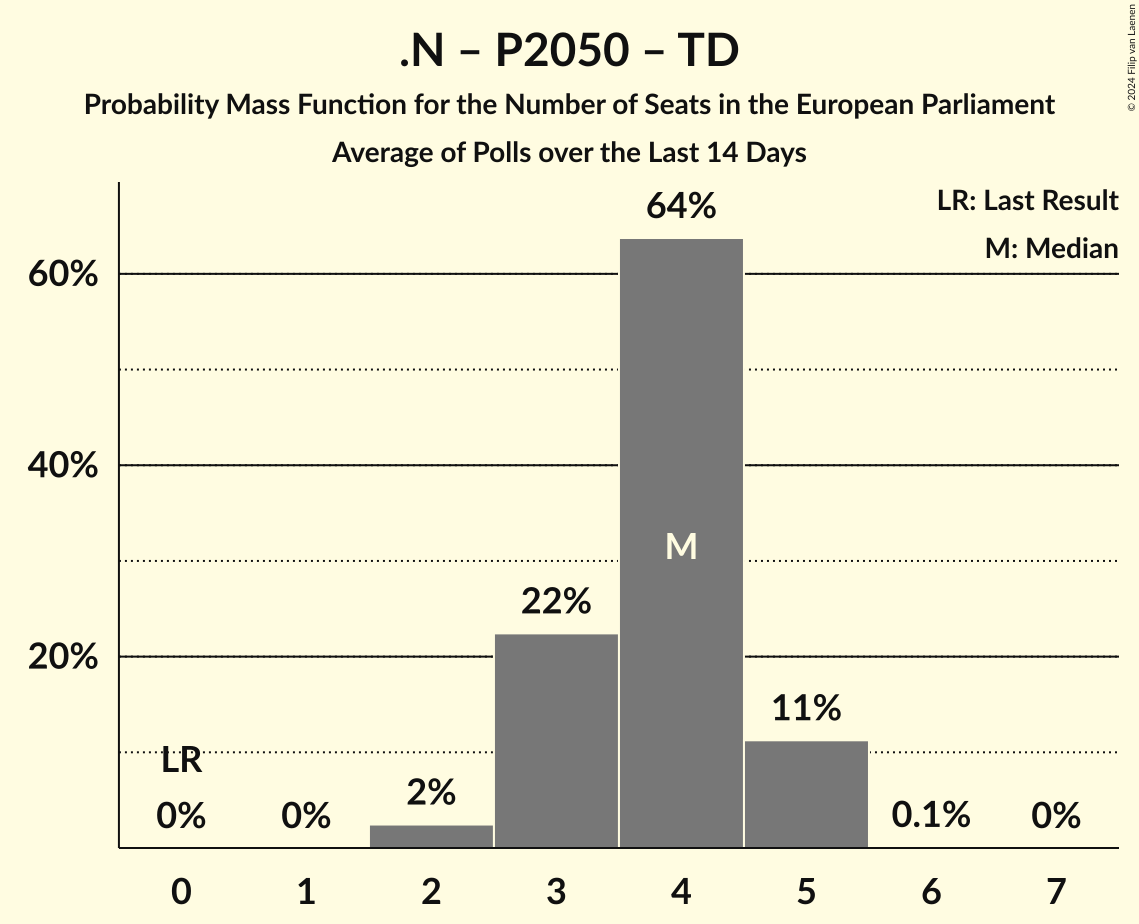 .N – P2050 – TD
Probability Mass Function for the Number of Seats in the European Parliament
Average of Polls over the Last 14 Days
© 2024 Filip van Laenen
LR: Last Result
M: Median
60%
40%
20%
LR
0%
0%
2%
22%
64%
M
11%
0.1%
0%
0
1
2
3
4
5
6
7